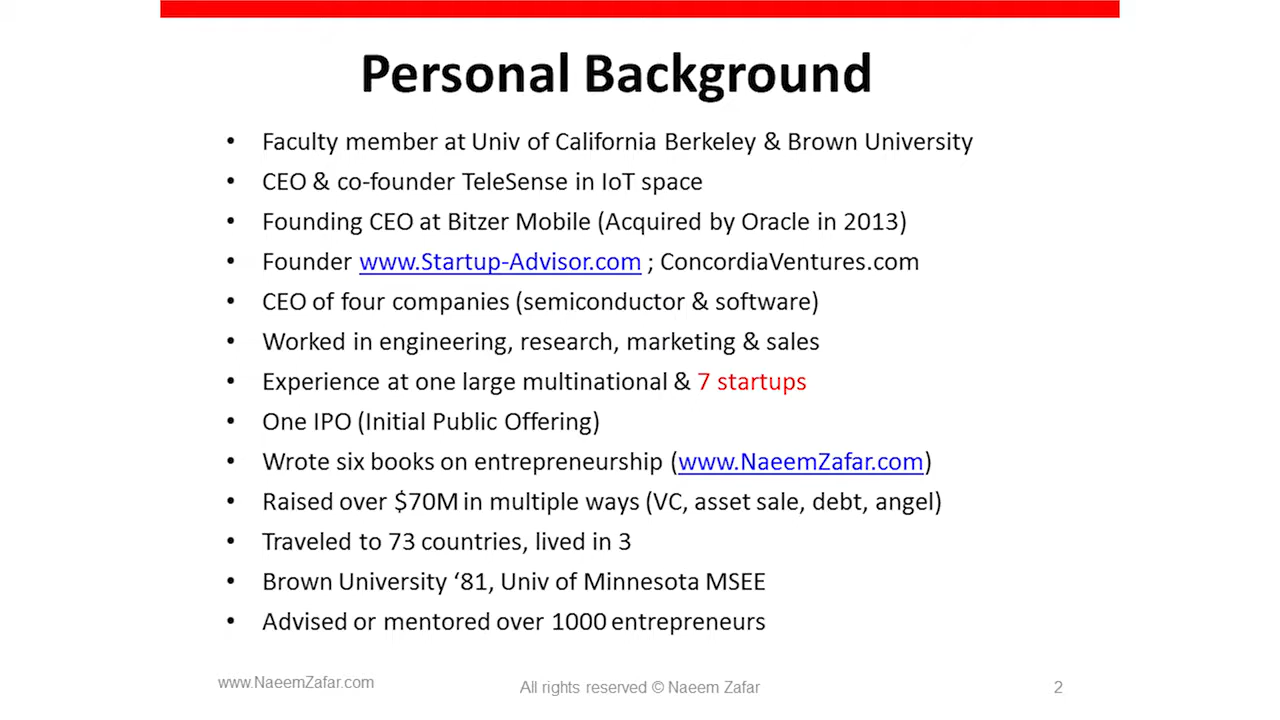 Personal Background
• Faculty member at Univ of California Berkeley & Brown University
• CEO & co-founder TeleSense in IoT space
• Founding CEO at Bitzer Mobile (Acquired by Oracle in 2013)
• Founder www.Startup-Advisor.com ; ConcordiaVentures.com
• CEO of four companies (semiconductor & software)
• Worked in engineering, research, marketing & sales
• Experience at one large multinational & 7 startups
• One IPO (Initial Public Offering)
• Wrote six books on entrepreneurship (www.NaeemZafar.com)
• Raised over $70M in multiple ways (VC, asset sale, debt, angel)
• Traveled to 73 countries, lived in 3
• Brown University ‘81, Univ of Minnesota MSEE
• Advised or mentored over 1000 entrepreneurs
www.NaeemZafar.com All rights reserved © Naeem Zafar 2